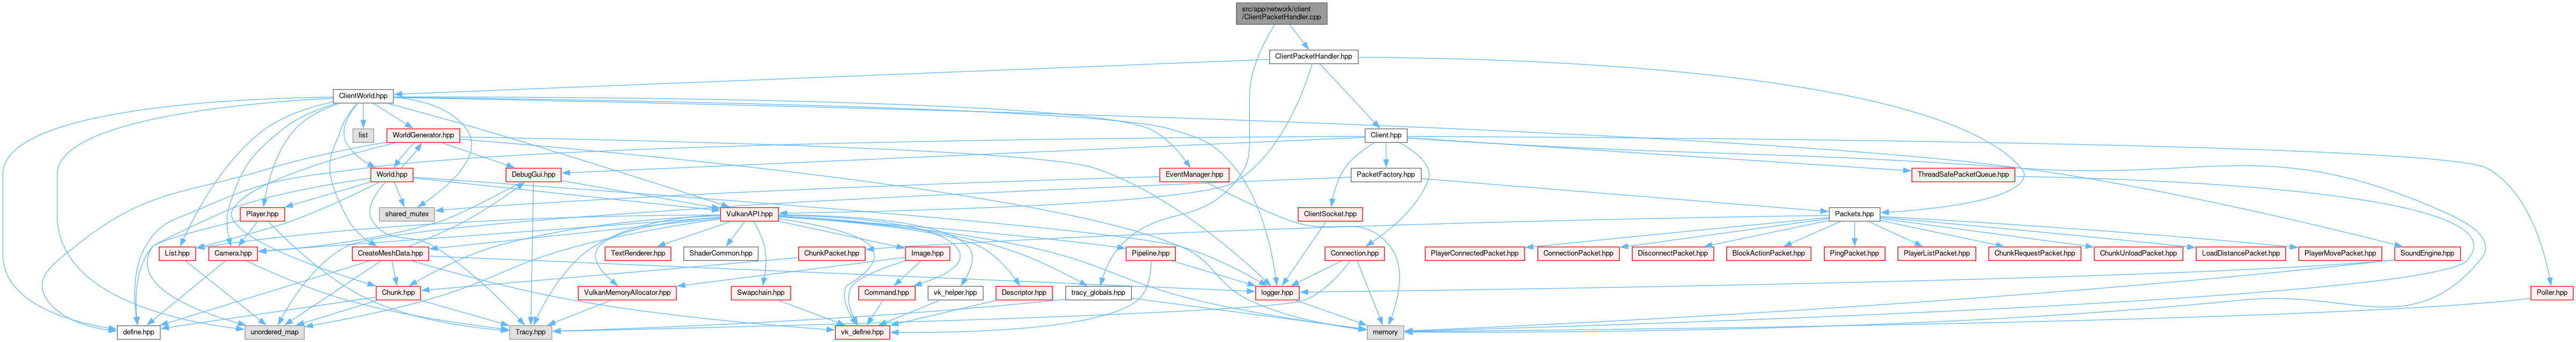 src/app/network/client
/ClientPacketHandler.cpp
ClientPacketHandler.hpp
ClientWorld.hpp
list
WorldGenerator.hpp
Client.hpp
World.hpp
DebugGui.hpp
EventManager.hpp
PacketFactory.hpp
ThreadSafePacketQueue.hpp
Player.hpp
shared_mutex
VulkanAPI.hpp
ClientSocket.hpp
Packets.hpp
List.hpp
Camera.hpp
CreateMeshData.hpp
TextRenderer.hpp
ShaderCommon.hpp
ChunkPacket.hpp
Image.hpp
Pipeline.hpp
Connection.hpp
PlayerConnectedPacket.hpp
ConnectionPacket.hpp
DisconnectPacket.hpp
BlockActionPacket.hpp
PingPacket.hpp
PlayerListPacket.hpp
ChunkRequestPacket.hpp
ChunkUnloadPacket.hpp
LoadDistancePacket.hpp
PlayerMovePacket.hpp
SoundEngine.hpp
Chunk.hpp
VulkanMemoryAllocator.hpp
Swapchain.hpp
Command.hpp
vk_helper.hpp
Descriptor.hpp
tracy_globals.hpp
logger.hpp
Poller.hpp
define.hpp
unordered_map
Tracy.hpp
vk_define.hpp
memory